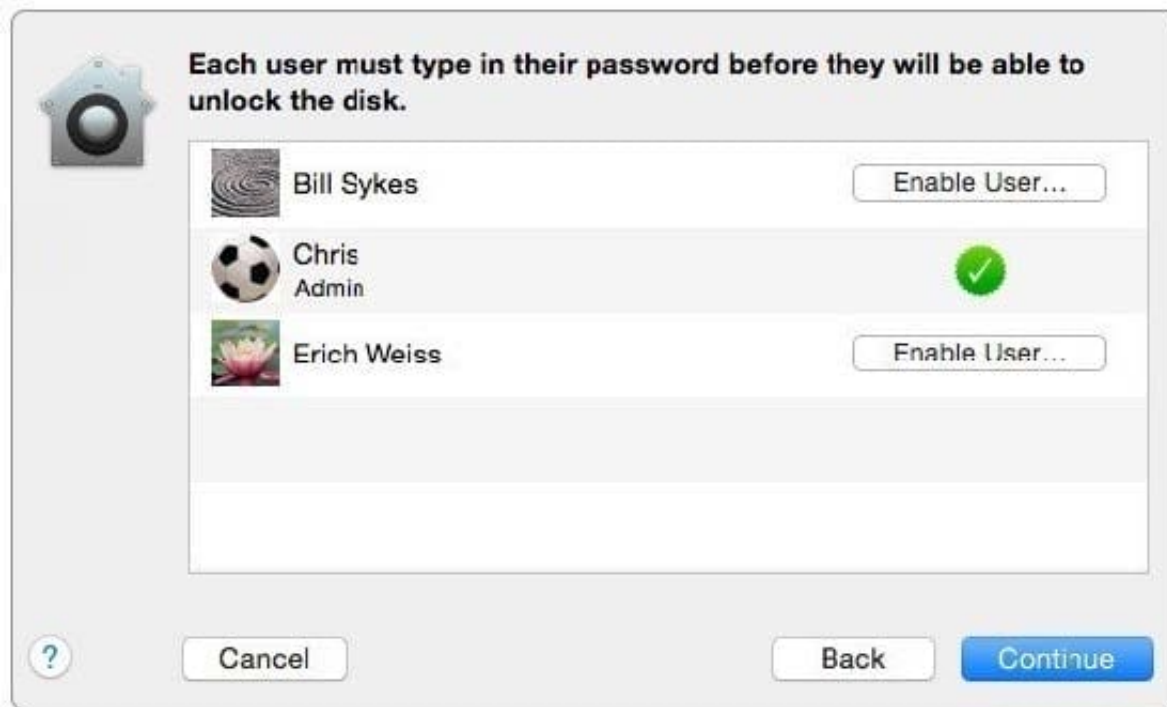 Each user must type in their password before they will be able to
unlock the disk.
Bill Sykes
Enable User...
Chris
Admin
Erich Weiss
Enable User...
?
Cancel
Back
Continue